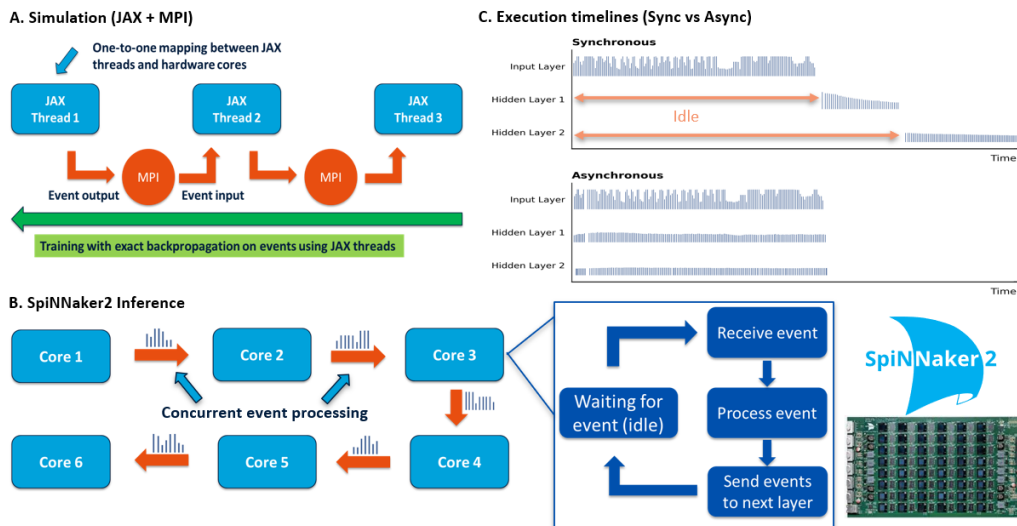 A. Simulation (JAX + MPI)
One-to-one mapping between JAX
threads and hardware cores
JAX
Thread 1
JAX
Thread 2
JAX
Thread 3
MPI
MPI
Event output
Event input
Training with exact backpropagation on events using JAX threads
C. Execution timelines (Sync vs Async)
Synchronous
Input Layer
Hidden Layer 1
Idle
Hidden Layer 2
Time
Asynchronous
Input Layer
Hidden Layer 1
Hidden Layer 2
Time
B. SpiNNaker2 Inference
Core 1
Core 2
Core 3
Concurrent event processing
Core 6
Core 5
Core 4
Receive event
Waiting for
event (idle)
Process event
Send events
to next layer
SpiNNaker 2